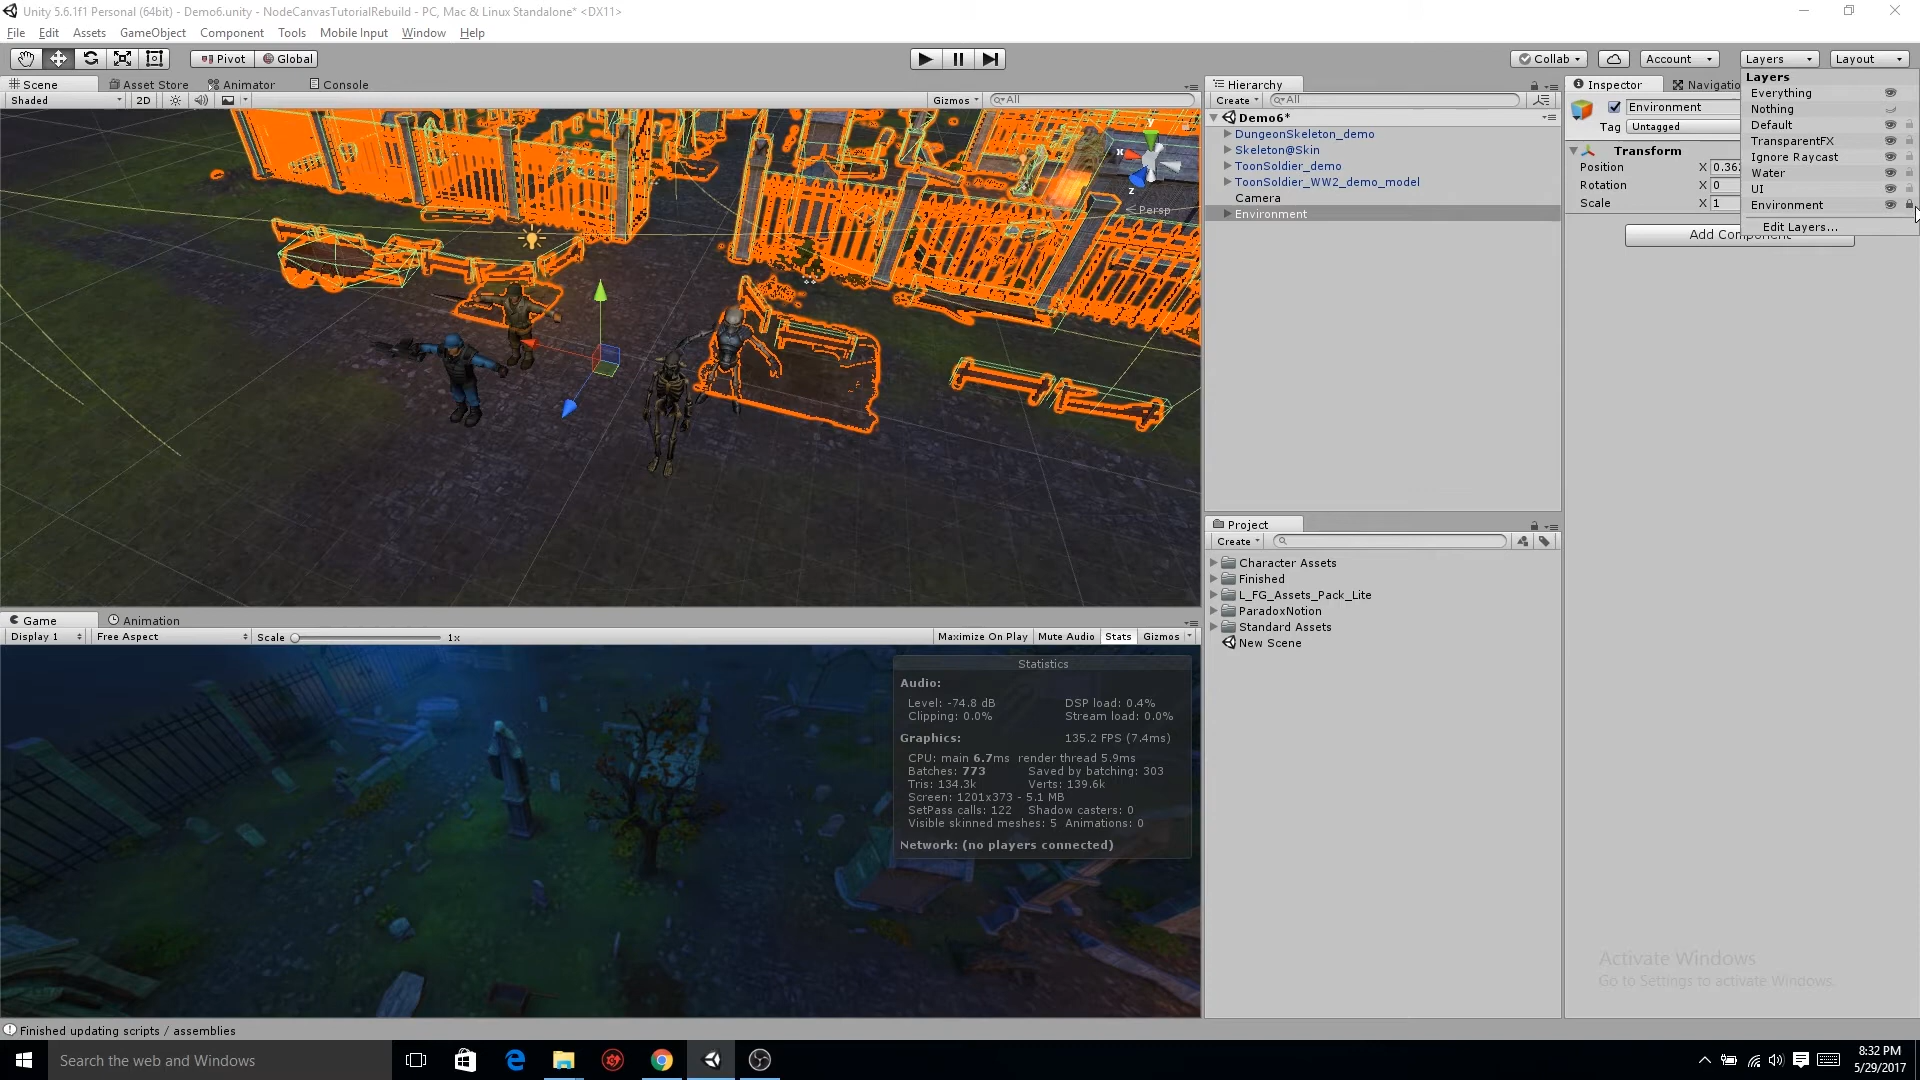 Unity 5.6.1f1 Personal (64bit) - Demo6.unity - NodeCanvasTutorialRebuild - PC, Mac & Linux Standalone* <DX11>
File Edit Assets GameObject Component Tools Mobile Input Window Help
Pivot Global
Collab Account Layers Layout
Scene Asset Store Animator Console
Shaded 2D Gizmos All
y
x
z
Persp
Hierarchy
Create All
Demo6*
DungeonSkeleton_demo
Skeleton@Skin
ToonSoldier_demo
ToonSoldier_WW2_demo_model
Camera
Environment
Inspector Navigatio
Environment
Tag Untagged
Transform
Position X 0.362
Rotation X 0
Scale X 1
Layers
Everything
Nothing
Default
TransparentFX
Ignore Raycast
Water
UI
Environment
Edit Layers...
Project
Create
Character Assets
Finished
L_FG_Assets_Pack_Lite
ParadoxNotion
Standard Assets
New Scene
Game Animation
Display 1 Free Aspect Scale 1x Maximize On Play Mute Audio Stats Gizmos
Statistics
Audio:
Level: -74.8 dB DSP load: 0.4%
Clipping: 0.0% Stream load: 0.0%
Graphics: 135.2 FPS (7.4ms)
CPU: main 6.7ms render thread 5.9ms
Batches: 773 Saved by batching: 303
Tris: 134.3k Verts: 139.6k
Screen: 1201x373 - 5.1 MB
SetPass calls: 122 Shadow casters: 0
Visible skinned meshes: 5 Animations: 0
Network: (no players connected)
Activate Windows
Go to Settings to activate Windows.
Finished updating scripts / assemblies
Search the web and Windows
8:32 PM
5/29/2017